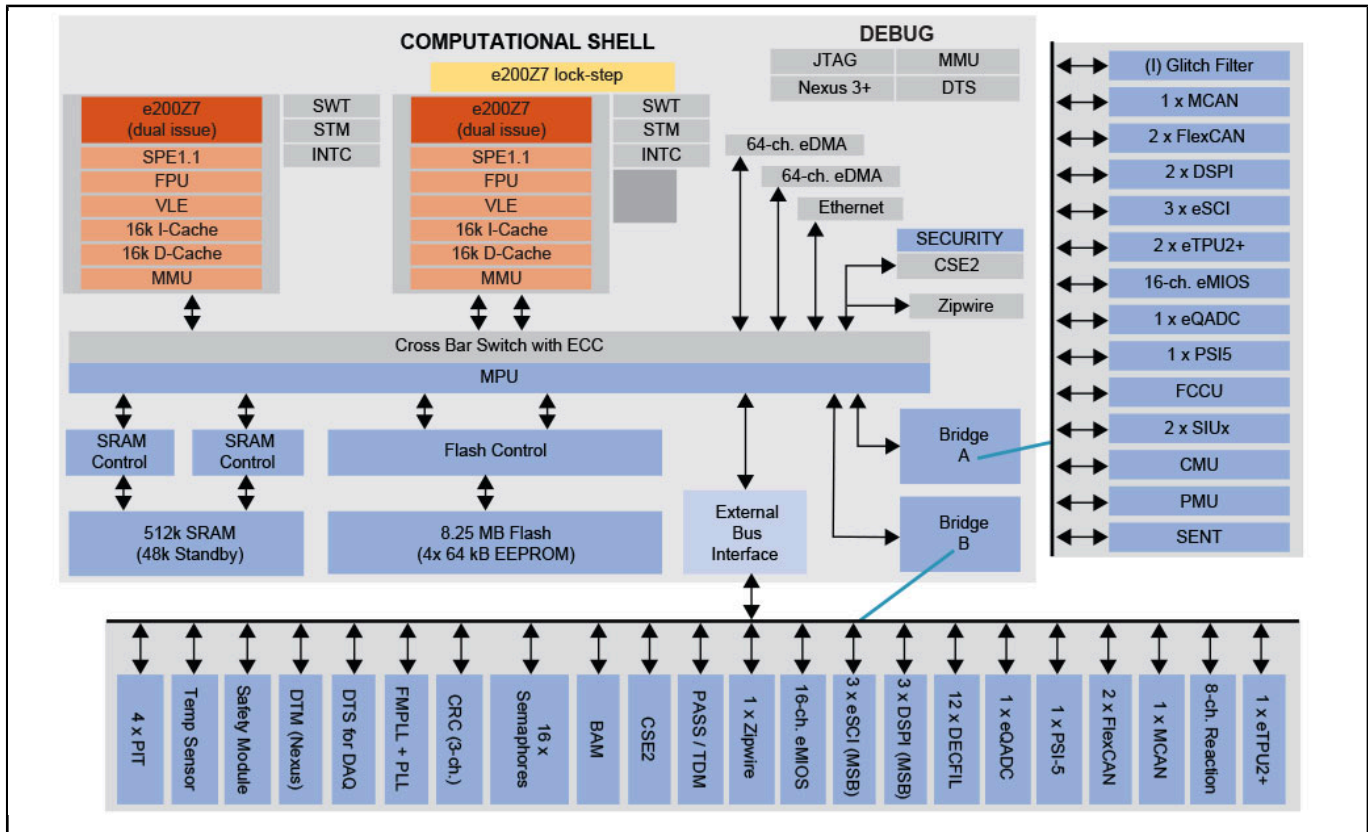 COMPUTATIONAL SHELL
DEBUG
JTAG
MMU
Nexus 3+
DTS
e200Z7 lock-step
e200Z7
(dual issue)
SPE1.1
FPU
VLE
16k I-Cache
16k D-Cache
MMU
SWT
STM
INTC
e200Z7
(dual issue)
SPE1.1
FPU
VLE
16k I-Cache
16k D-Cache
MMU
SWT
STM
INTC
64-ch. eDMA
64-ch. eDMA
Ethernet
SECURITY
CSE2
Zipwire
Cross Bar Switch with ECC
MPU
SRAM
Control
SRAM
Control
Flash Control
512k SRAM
(48k Standby)
8.25 MB Flash
(4x 64 kB EEPROM)
External
Bus
Interface
Bridge
A
Bridge
B
(I) Glitch Filter
1 x MCAN
2 x FlexCAN
2 x DSPI
3 x eSCI
2 x eTPU2+
16-ch. eMIOS
1 x eQADC
1 x PSI5
FCCU
2 x SIUx
CMU
PMU
SENT
4 x PIT
Temp Sensor
Safety Module
DTM (Nexus)
DTS for DAQ
FMPLL + PLL
CRC (3-ch.)
16 x
Semaphores
BAM
CSE2
PASS / TDM
1 x Zipwire
16-ch. eMIOS
3 x eSCI (MSB)
3 x DSPI (MSB)
12 x DECFIL
1 x eQADC
1 x PSI-5
2 x FlexCAN
1 x MCAN
8-ch. Reaction
1 x eTPU2+